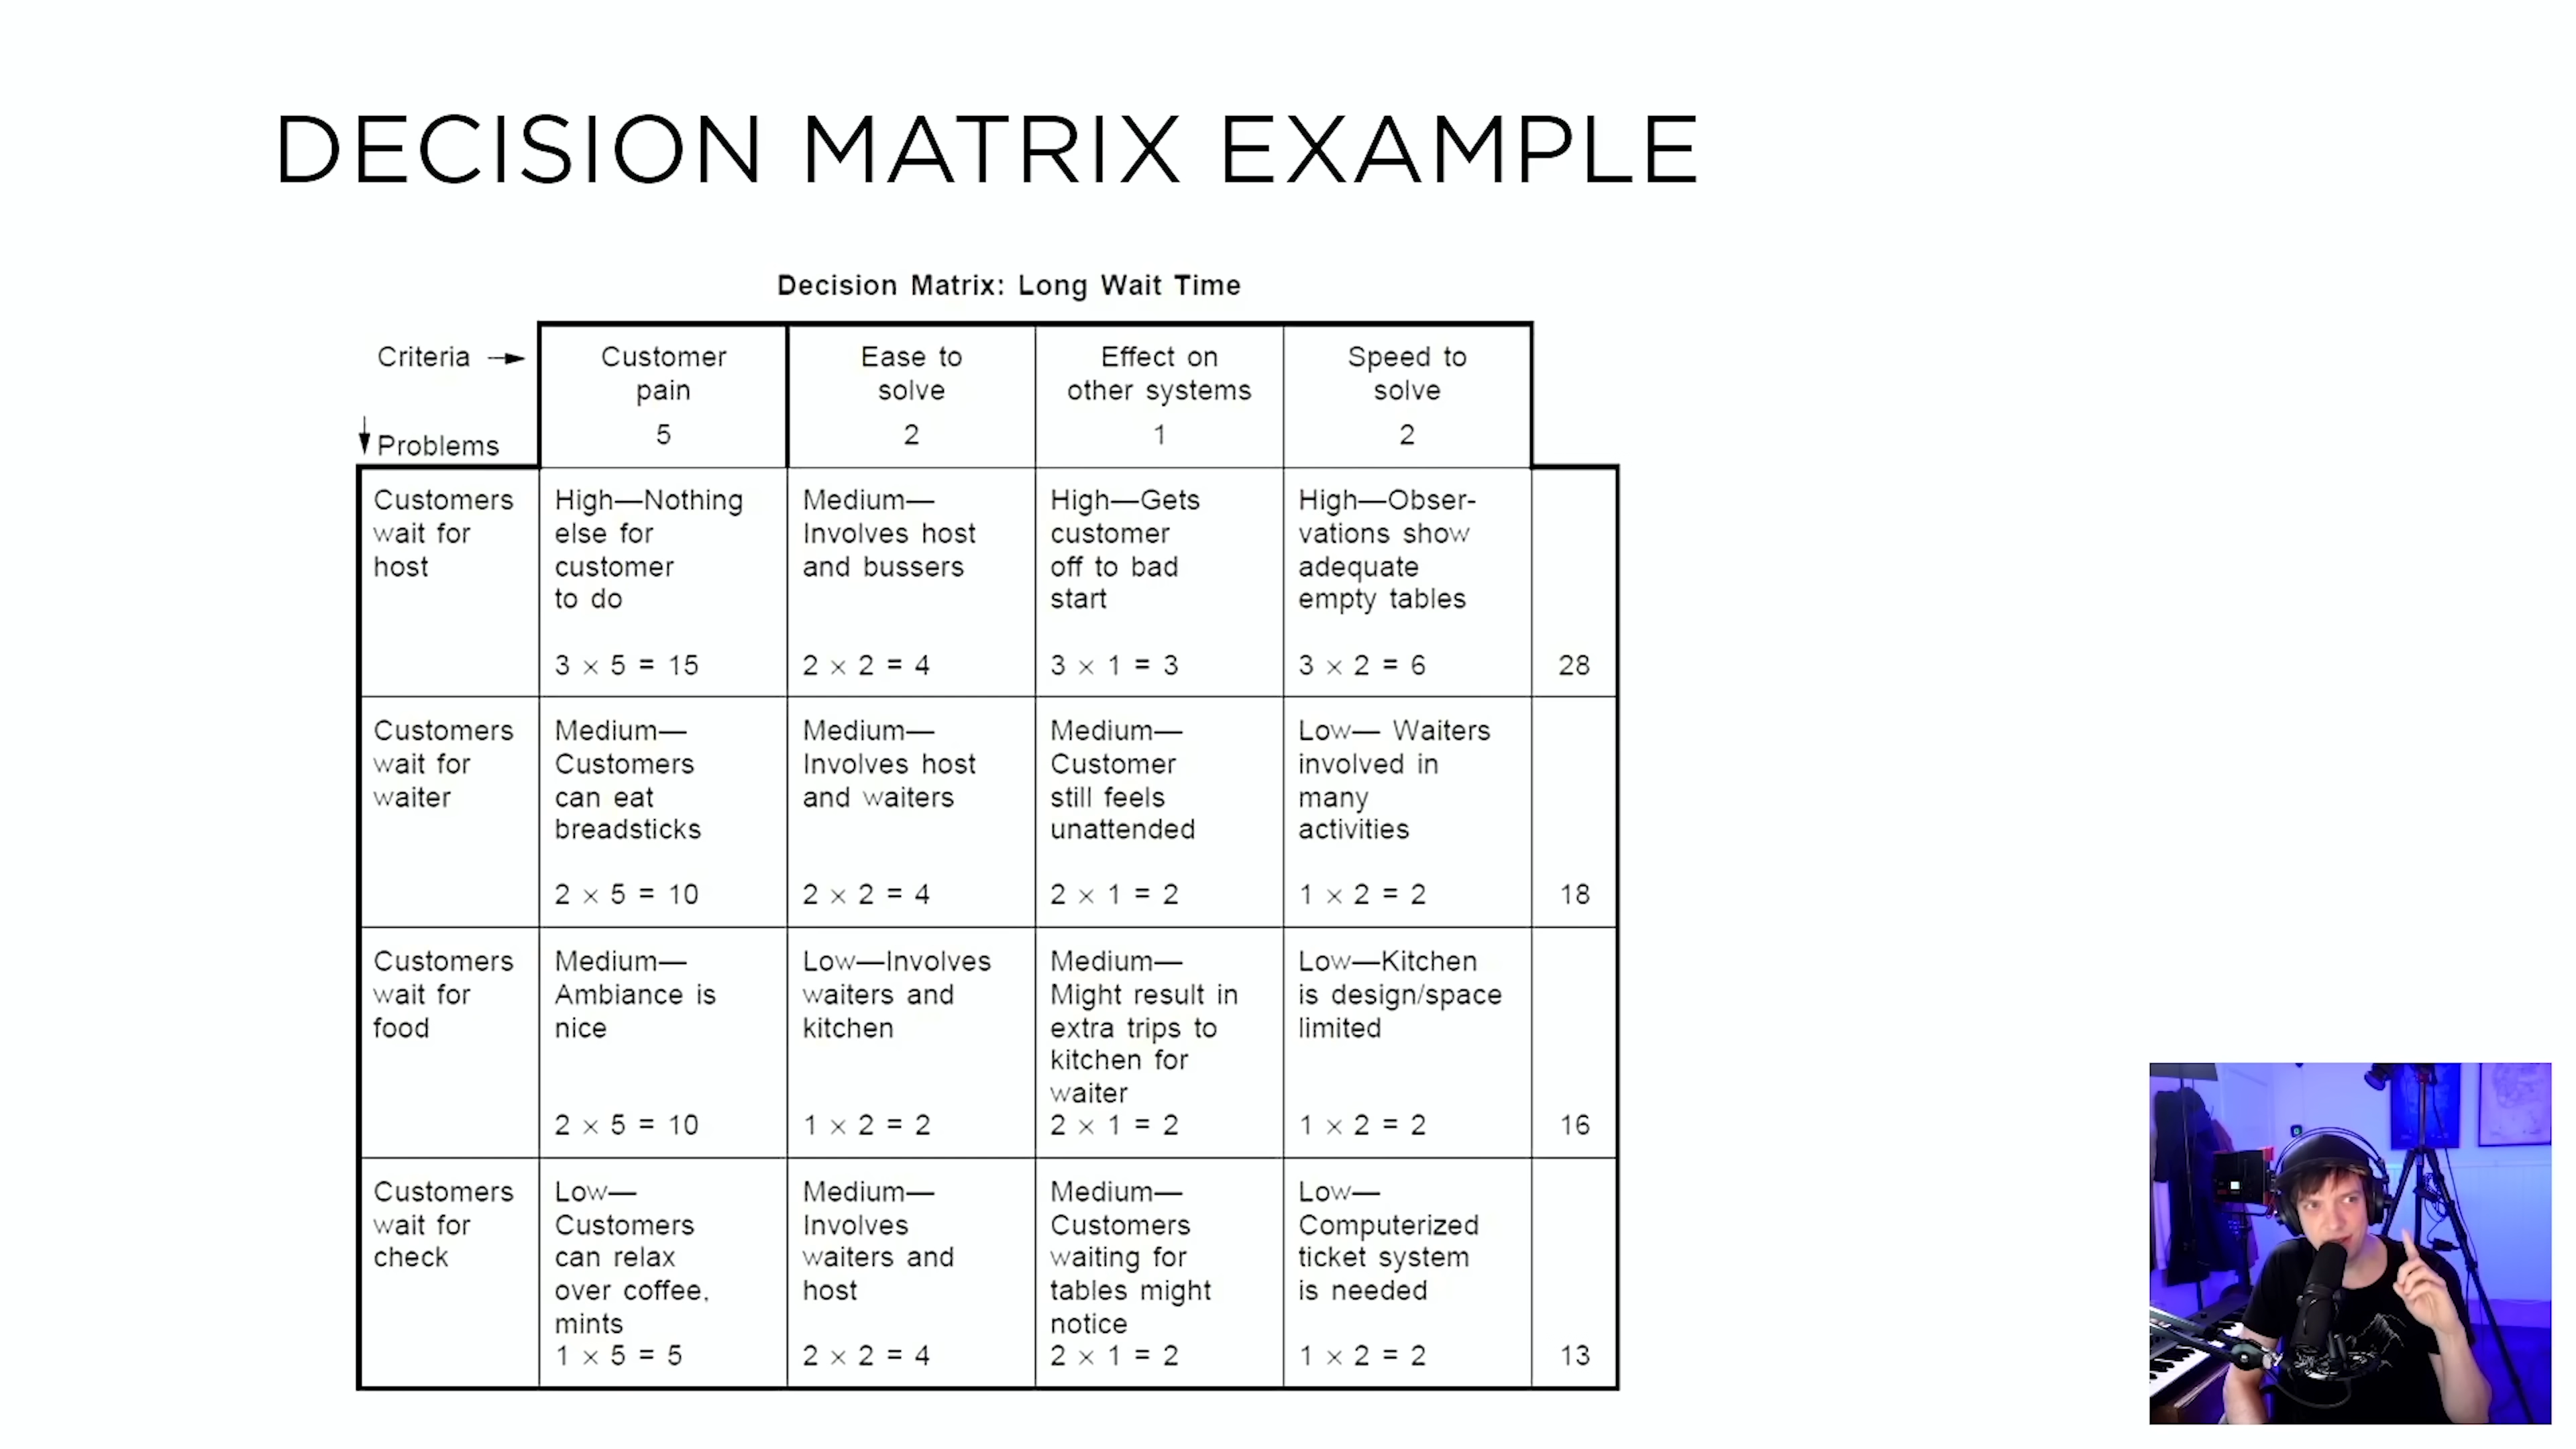 DECISION MATRIX EXAMPLE
Decision Matrix: Long Wait Time
Criteria →
↓ Problems
Customer
pain
5
Ease to
solve
2
Effect on
other systems
1
Speed to
solve
2
Customers
wait for
host
High—Nothing
else for
customer
to do
3 × 5 = 15
Medium—
Involves host
and bussers
2 × 2 = 4
High—Gets
customer
off to bad
start
3 × 1 = 3
High—Obser-
vations show
adequate
empty tables
3 × 2 = 6
28
Customers
wait for
waiter
Medium—
Customers
can eat
breadsticks
2 × 5 = 10
Medium—
Involves host
and waiters
2 × 2 = 4
Medium—
Customer
still feels
unattended
2 × 1 = 2
Low— Waiters
involved in
many
activities
1 × 2 = 2
18
Customers
wait for
food
Medium—
Ambiance is
nice
2 × 5 = 10
Low—Involves
waiters and
kitchen
1 × 2 = 2
Medium—
Might result in
extra trips to
kitchen for
waiter
2 × 1 = 2
Low—Kitchen
is design/space
limited
1 × 2 = 2
16
Customers
wait for
check
Low—
Customers
can relax
over coffee,
mints
1 × 5 = 5
Medium—
Involves
waiters and
host
2 × 2 = 4
Medium—
Customers
waiting for
tables might
notice
2 × 1 = 2
Low—
Computerized
ticket system
is needed
1 × 2 = 2
13